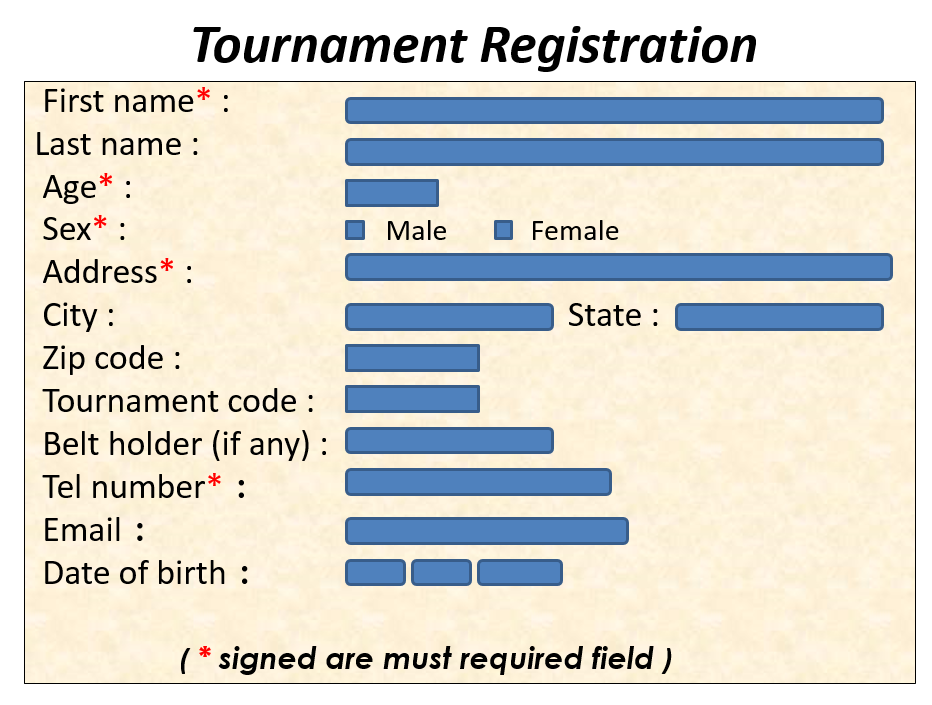 Tournament Registration
First name* :
Last name :
Age* :
Sex* : Male Female
Address* :
City : State :
Zip code :
Tournament code :
Belt holder (if any) :
Tel number* :
Email :
Date of birth :
( * signed are must required field )